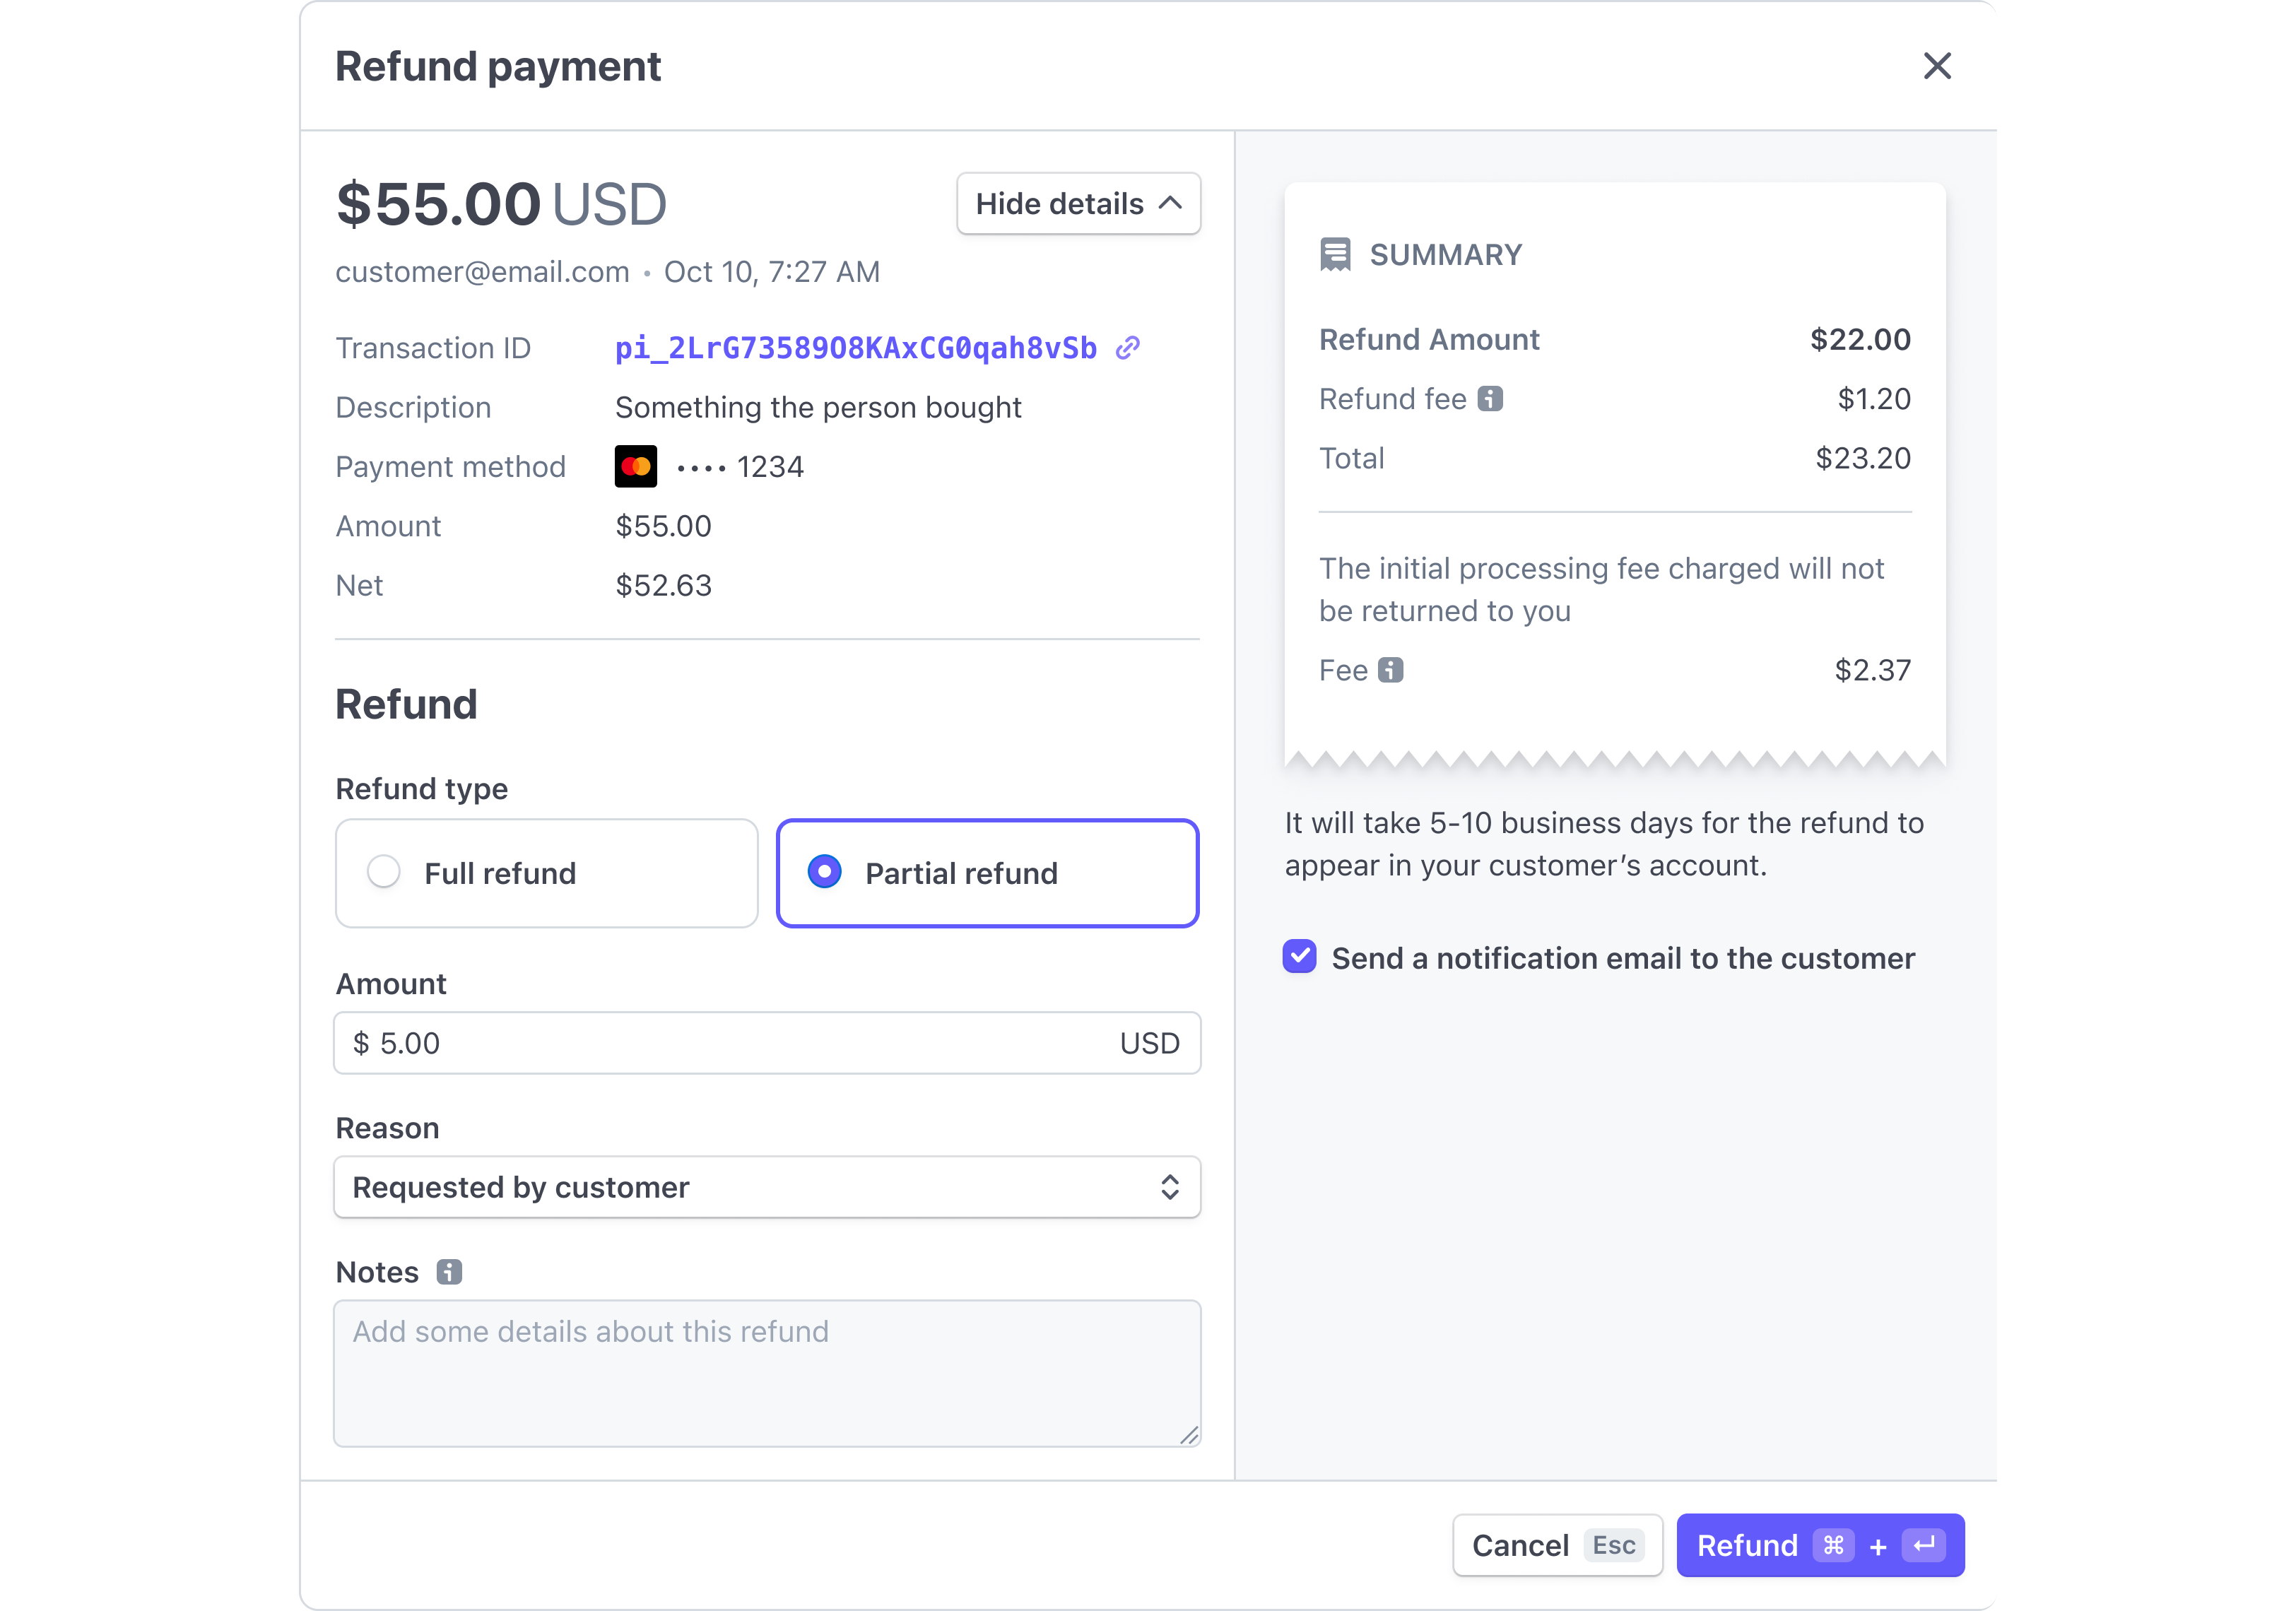 Refund payment
$55.00 USD
Hide details
customer@email.com • Oct 10, 7:27 AM
Transaction ID pi_2LrG73589O8KAxCG0qah8vSb
Description Something the person bought
Payment method •••• 1234
Amount $55.00
Net $52.63
Refund
Refund type
Full refund
Partial refund
Amount
$ 5.00 USD
Reason
Requested by customer
Notes
Add some details about this refund
SUMMARY
Refund Amount $22.00
Refund fee $1.20
Total $23.20
The initial processing fee charged will not
be returned to you
Fee $2.37
It will take 5-10 business days for the refund to
appear in your customer’s account.
Send a notification email to the customer
Cancel Esc
Refund ⌘ + ↵